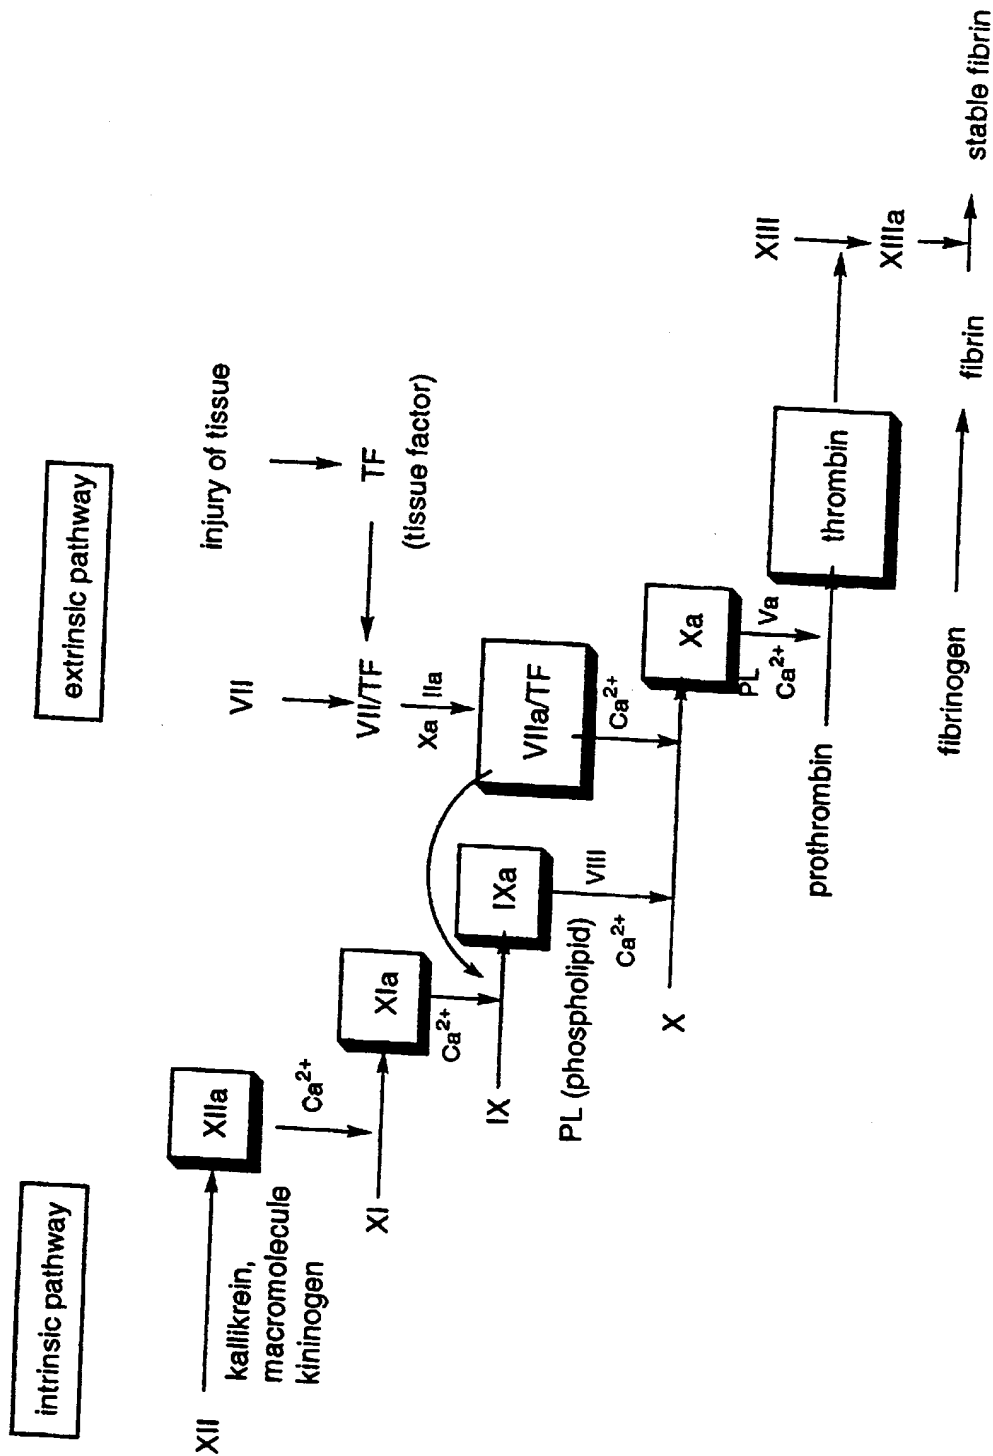 intrinsic pathway
extrinsic pathway
XII
XIIa
kallikrein,
macromolecule
kininogen
Ca2+
XI
XIa
Ca2+
IX
IXa
PL (phospholipid)
VIII
Ca2+
VII
injury of tissue
VII/TF
TF
(tissue factor)
Xa
IIa
VIIa/TF
Ca2+
X
Xa
PL
Va
Ca2+
prothrombin
thrombin
XIII
XIIIa
fibrinogen
fibrin
stable fibrin